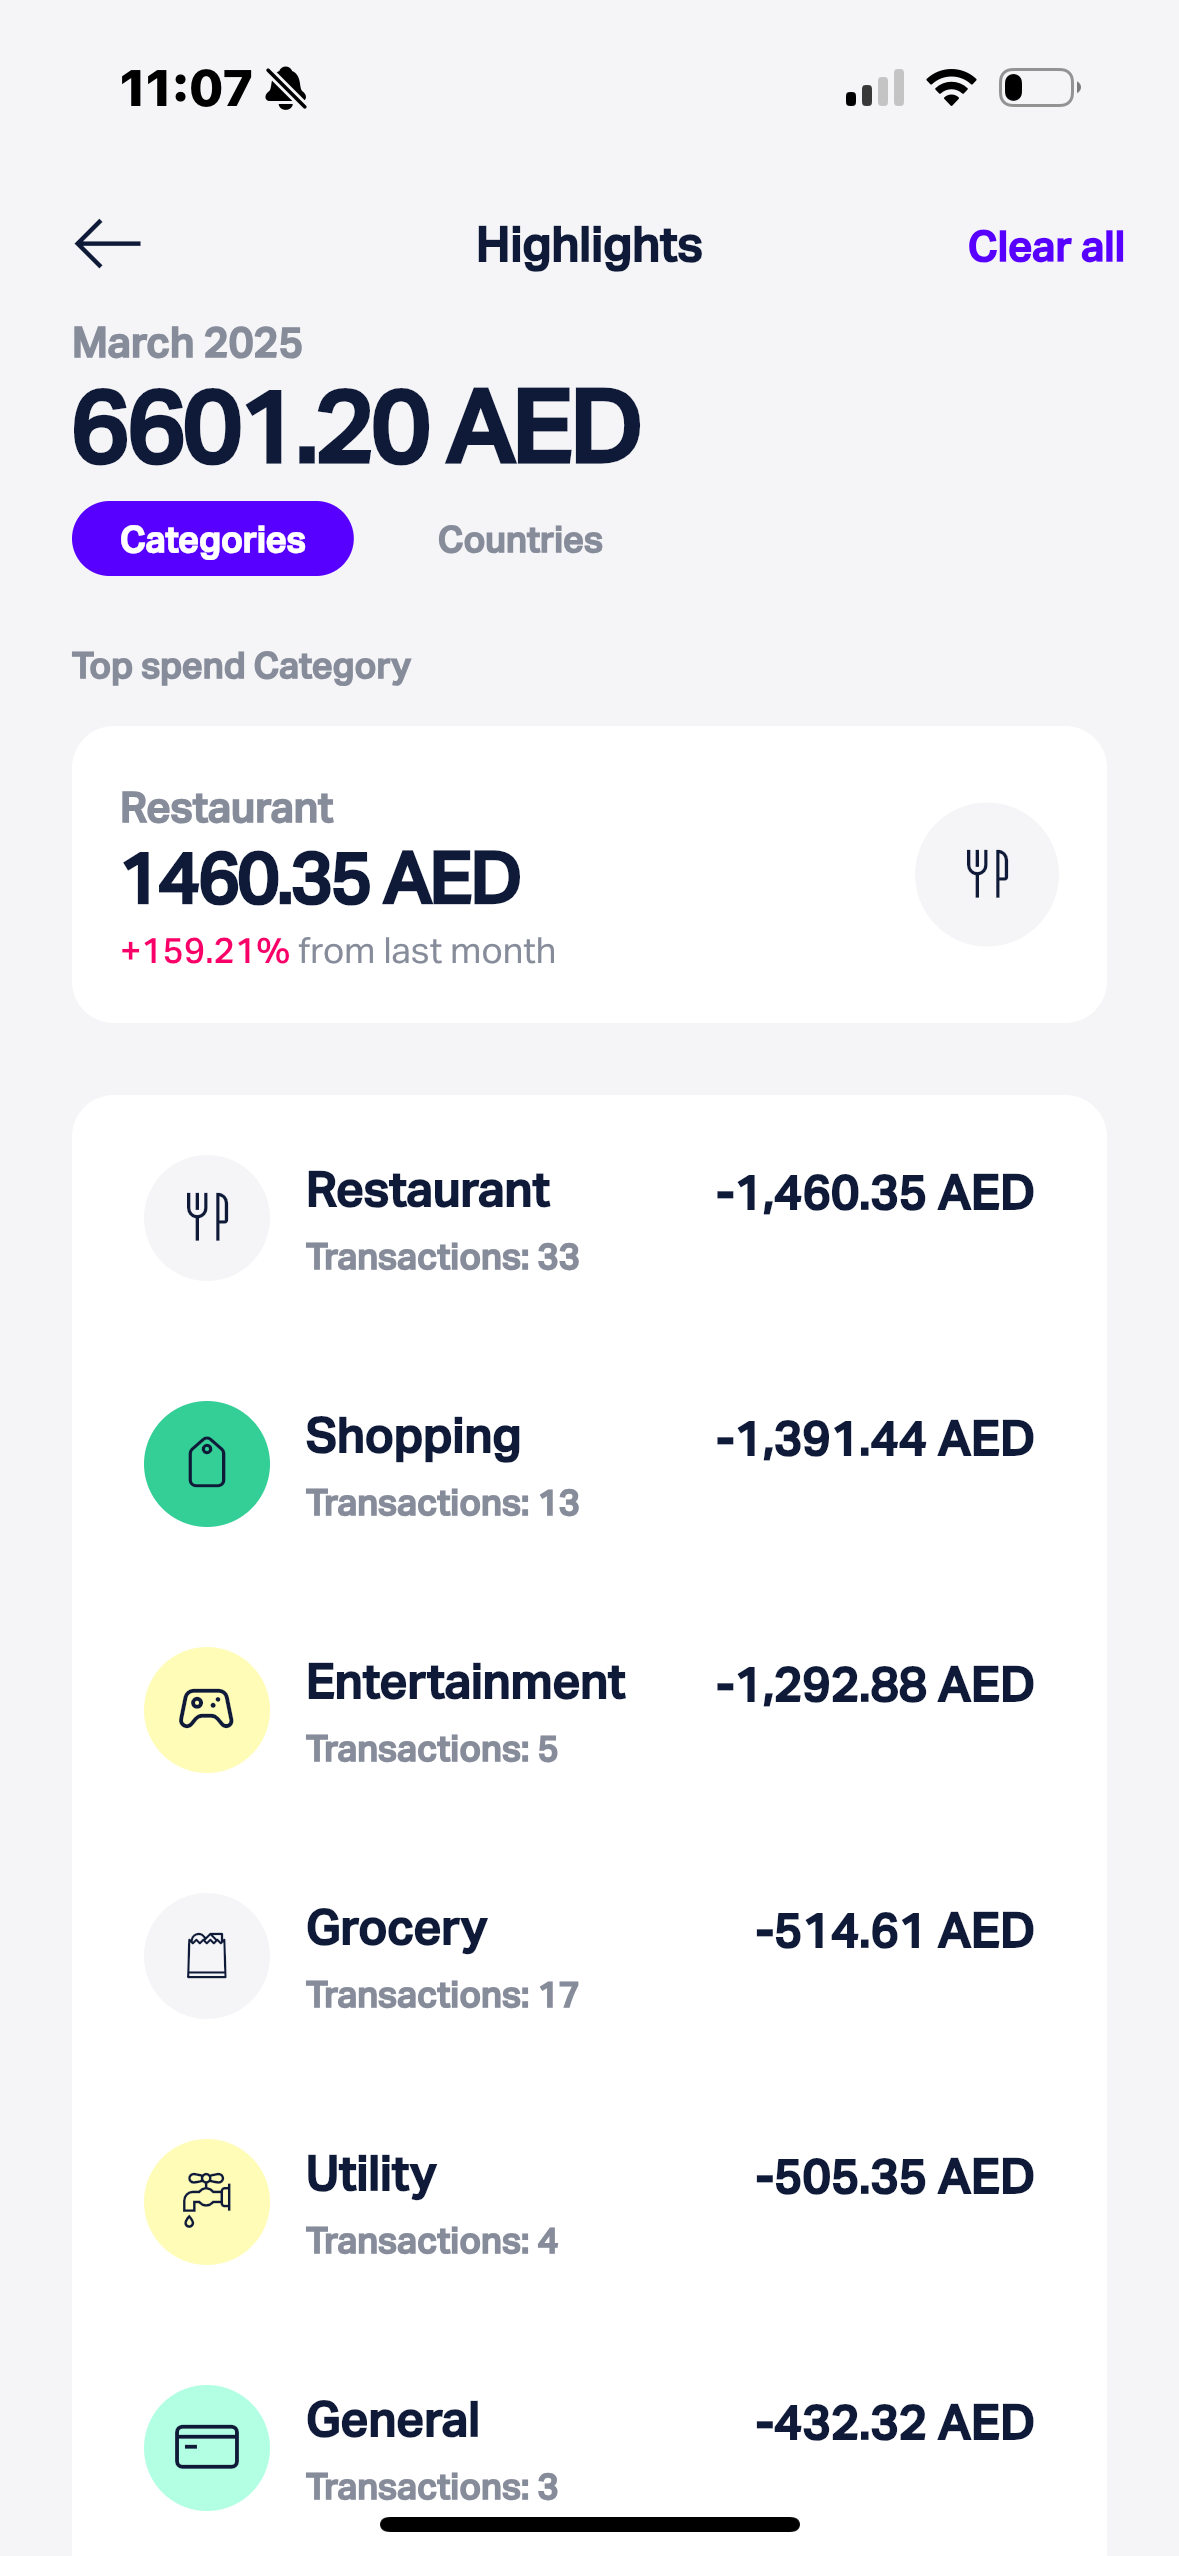 11:07
Highlights
Clear all
March 2025
6601.20 AED
Categories
Countries
Top spend Category
Restaurant
1460.35 AED
+159.21% from last month
Restaurant
-1,460.35 AED
Transactions: 33
Shopping
-1,391.44 AED
Transactions: 13
Entertainment
-1,292.88 AED
Transactions: 5
Grocery
-514.61 AED
Transactions: 17
Utility
-505.35 AED
Transactions: 4
General
-432.32 AED
Transactions: 3